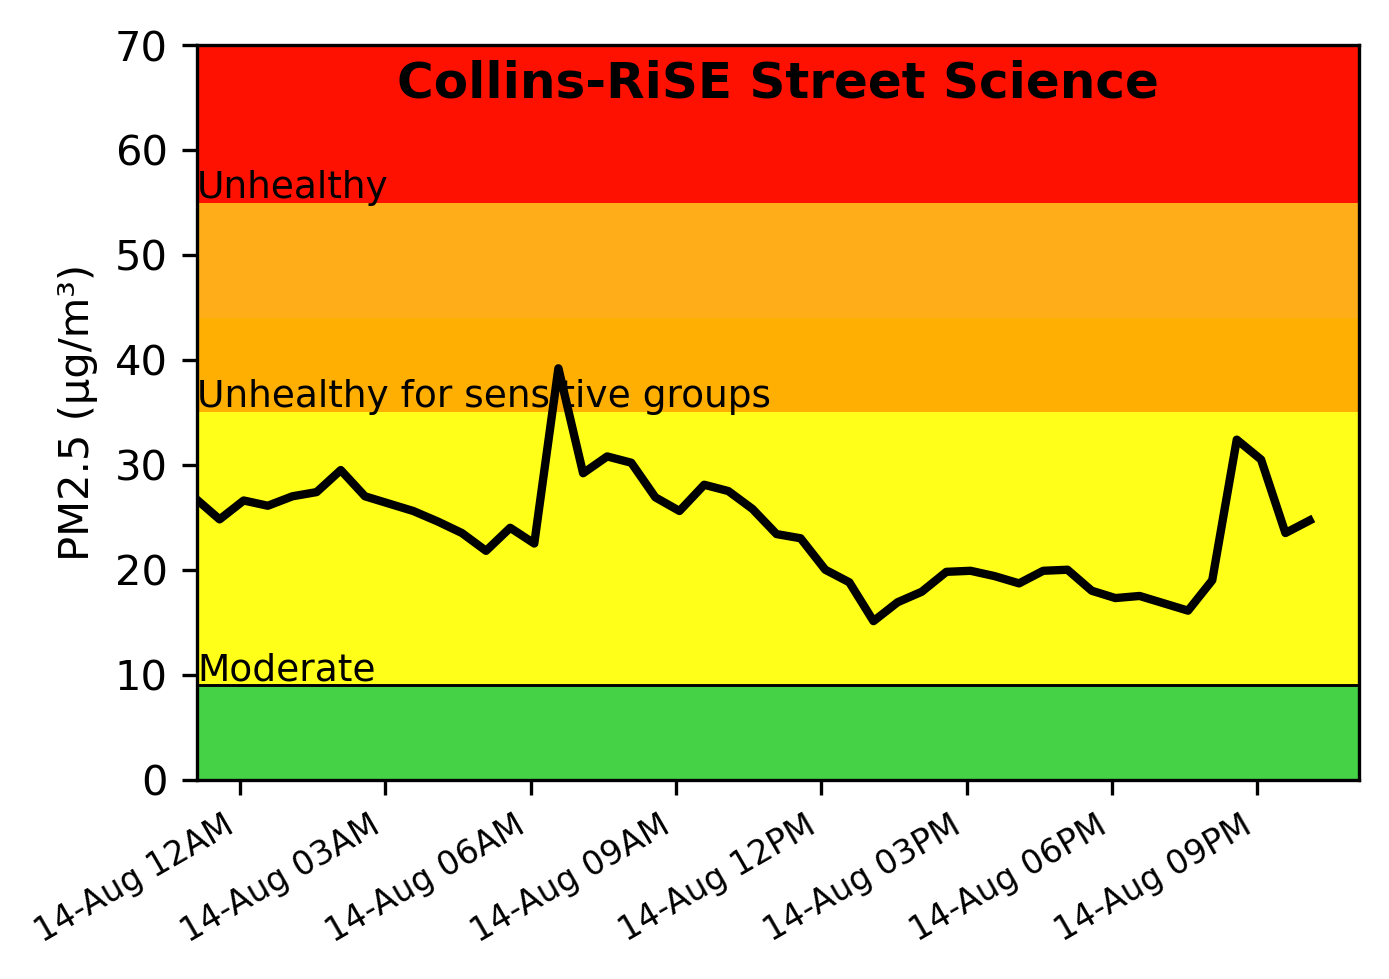 Collins-RiSE Street Science
70
60
50
40
30
20
10
0
PM2.5 (µg/m³)
Unhealthy
Unhealthy for sensitive groups
Moderate
14-Aug 12AM
14-Aug 03AM
14-Aug 06AM
14-Aug 09AM
14-Aug 12PM
14-Aug 03PM
14-Aug 06PM
14-Aug 09PM